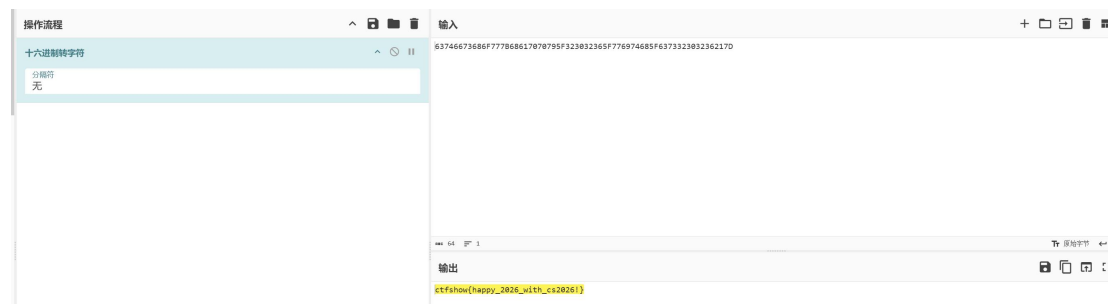 操作流程
十六进制转字符
分隔符
无
输入
63746673686F777B68617070795F323032365F776974685F637332303236217D
64 1
Tr 原始字节
输出
ctfshow{happy_2026_with_cs2026!}